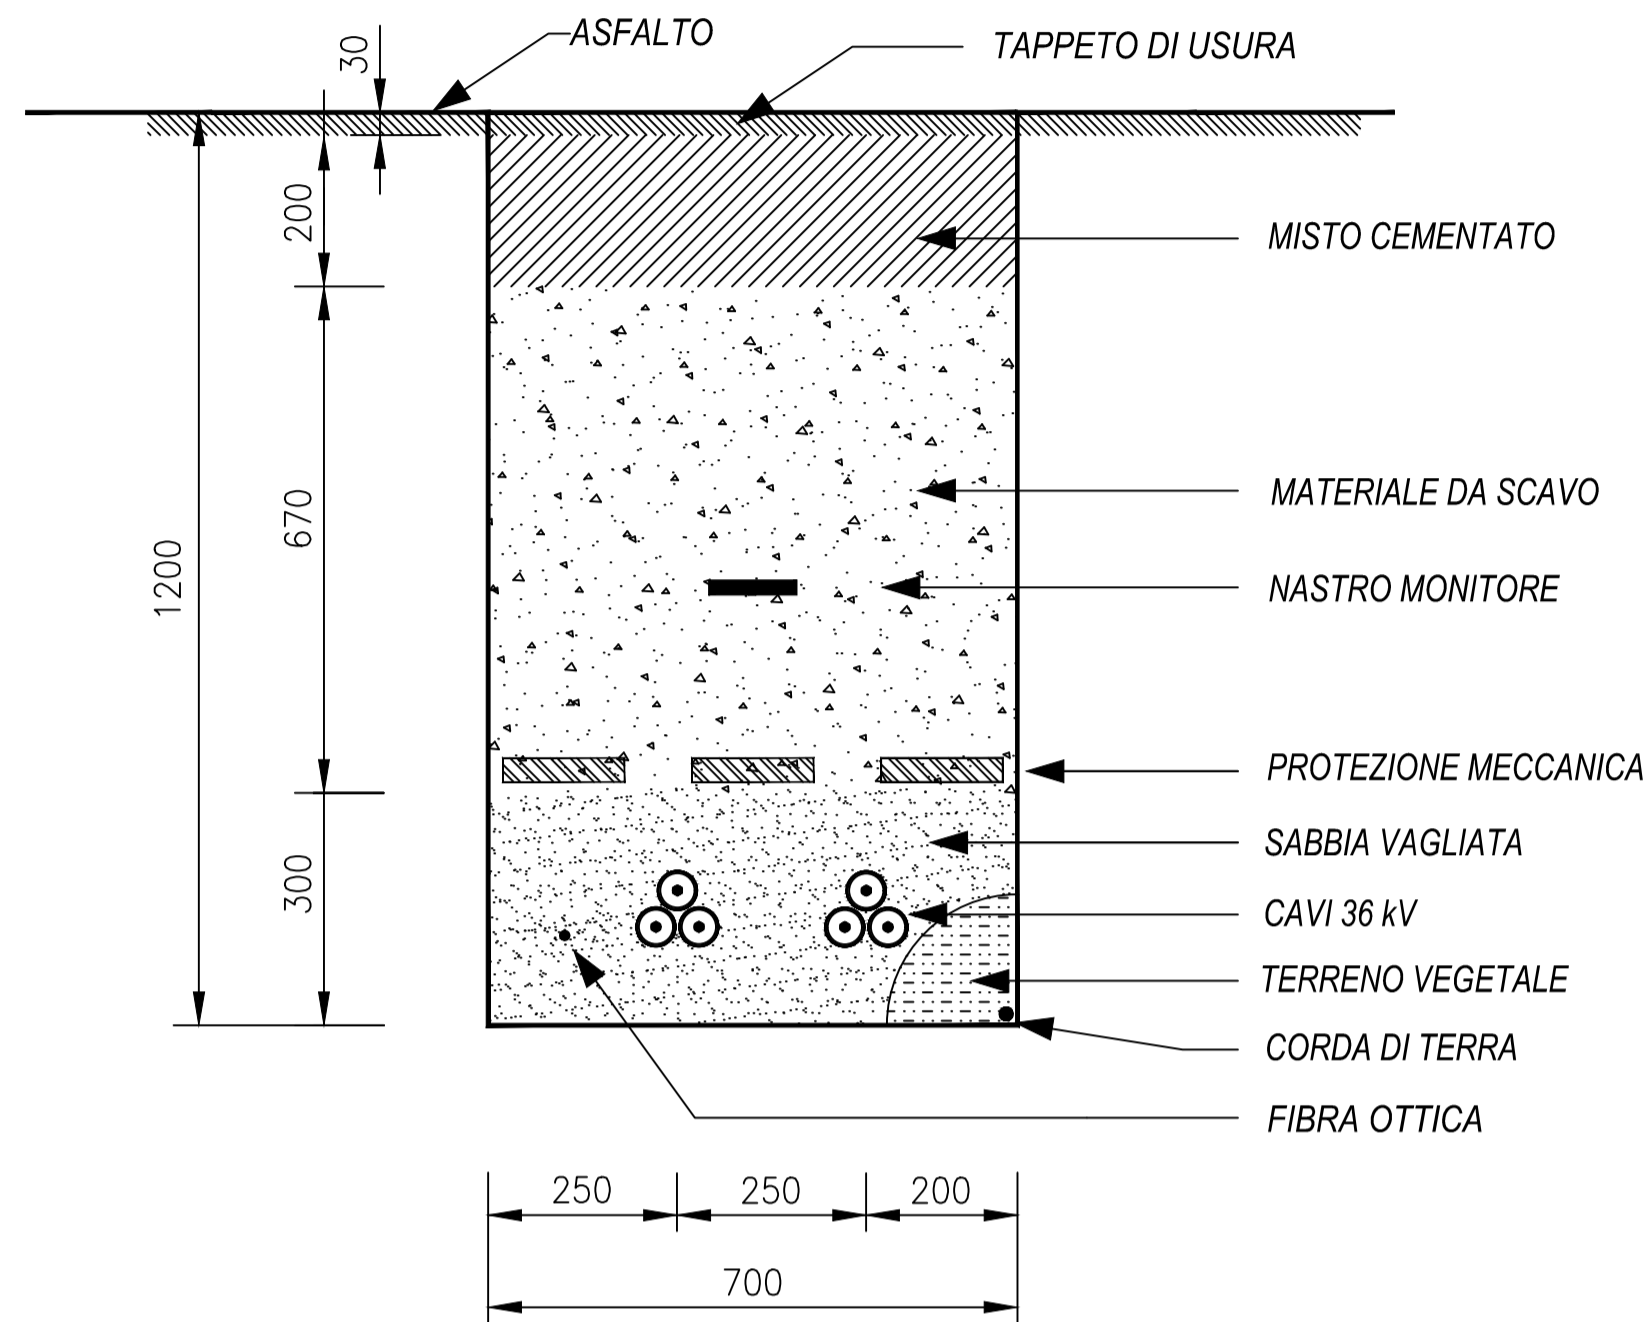 ASFALTO
TAPPETO DI USURA
30
200
MISTO CEMENTATO
670
MATERIALE DA SCAVO
1200
NASTRO MONITORE
PROTEZIONE MECCANICA
SABBIA VAGLIATA
300
CAVI 36 kV
TERRENO VEGETALE
CORDA DI TERRA
FIBRA OTTICA
250 250 200
700